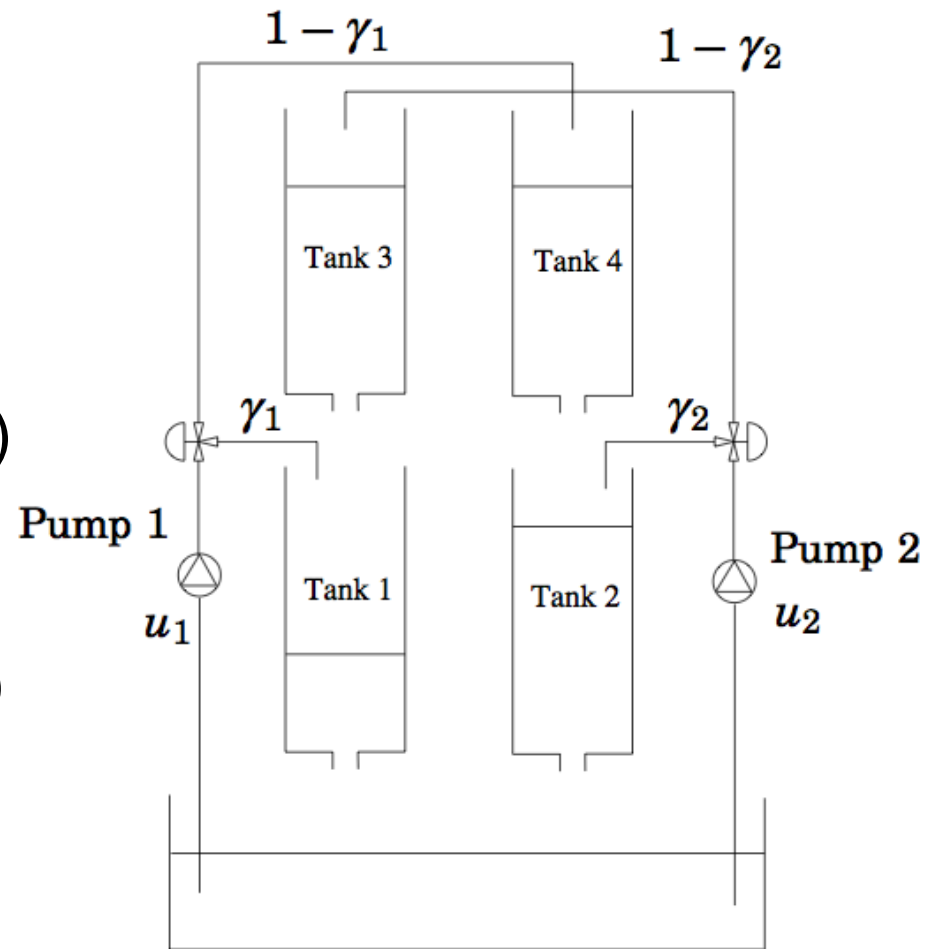 1 − γ₁
1 − γ₂
Tank 3
Tank 4
γ₁
γ₂
)
Pump 1
Pump 2
Tank 1
Tank 2
u₁
u₂
)